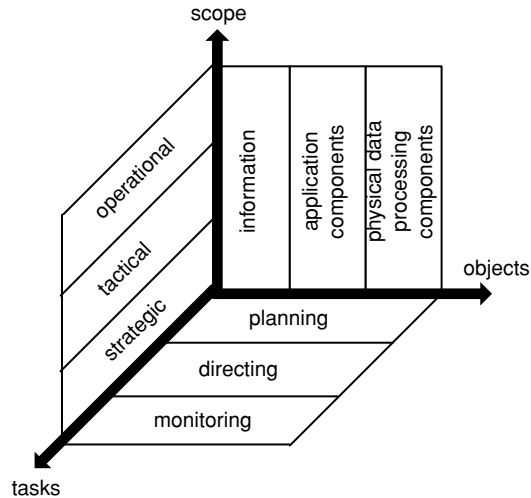 scope
operational
tactical
strategic
information
application
components
physical data
processing
components
objects
planning
directing
monitoring
tasks